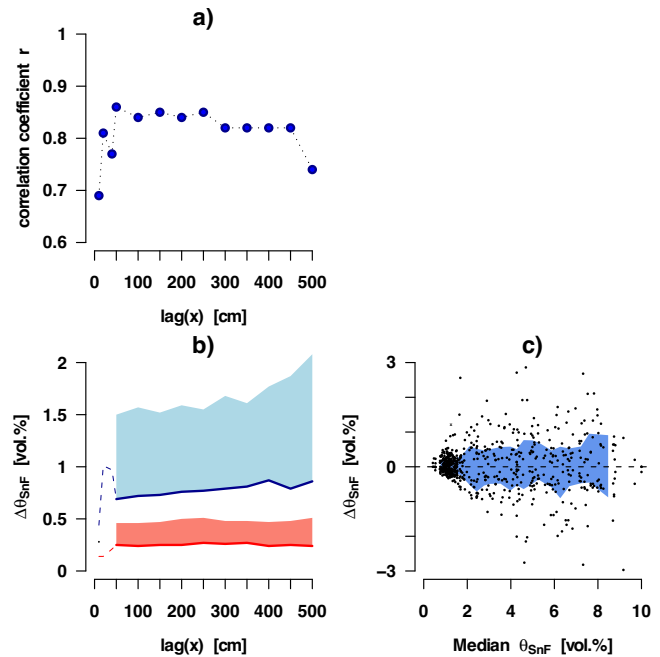 a)
correlation coefficient r
1
0.9
0.8
0.7
0.6
0 100 200 300 400 500
lag(x) [cm]
b)
ΔθSnF [vol.%]
2
1.5
1
0.5
0
0 100 200 300 400 500
lag(x) [cm]
c)
ΔθSnF [vol.%]
3
0
−3
0 2 4 6 8 10
Median θSnF [vol.%]